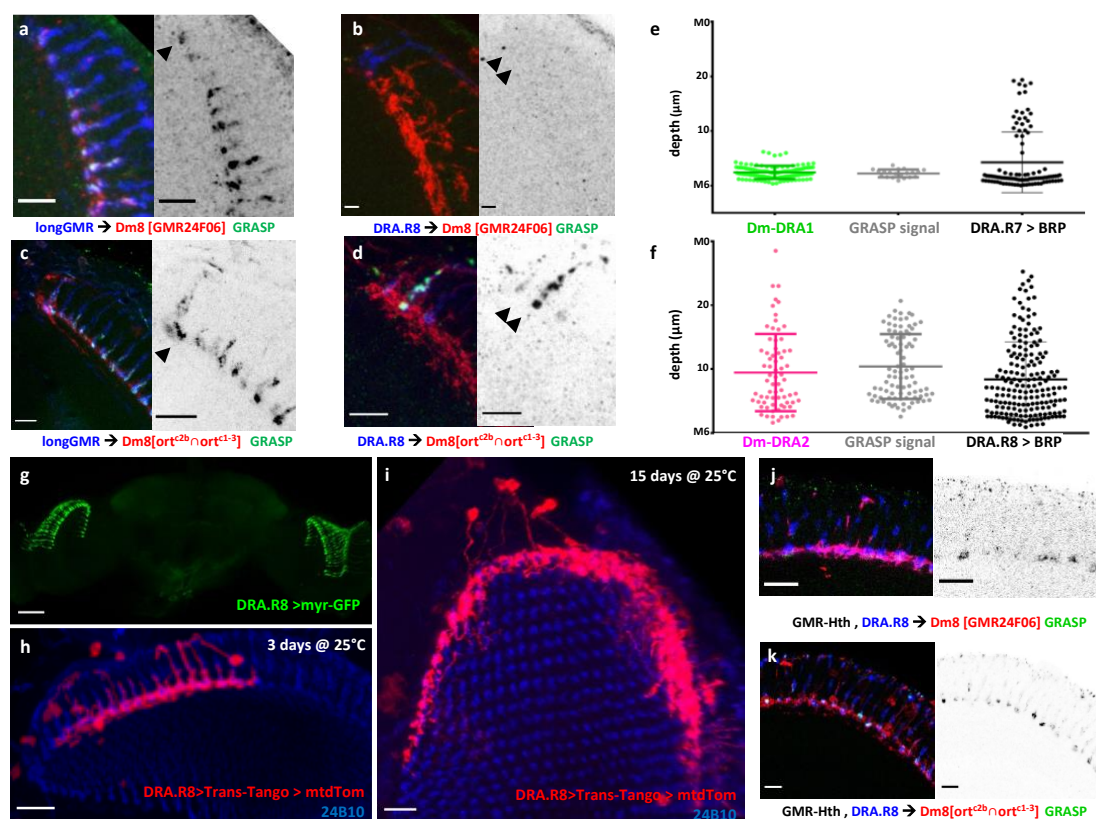 a
longGMR → Dm8 [GMR24F06] GRASP
b
DRA.R8 → Dm8 [GMR24F06] GRASP
c
longGMR → Dm8[ort^c2b∩ort^c1-3] GRASP
d
DRA.R8 → Dm8[ort^c2b∩ort^c1-3] GRASP
e
depth (μm)
M0
20
10
M6
Dm-DRA1 GRASP signal DRA.R7 > BRP
f
depth (μm)
M0
20
10
M6
Dm-DRA2 GRASP signal DRA.R8 > BRP
g
DRA.R8 >myr-GFP
h
3 days @ 25°C
DRA.R8>Trans-Tango > mtdTom
24B10
i
15 days @ 25°C
DRA.R8>Trans-Tango > mtdTom
24B10
j
GMR-Hth , DRA.R8 → Dm8 [GMR24F06] GRASP
k
GMR-Hth , DRA.R8 → Dm8[ort^c2b∩ort^c1-3] GRASP